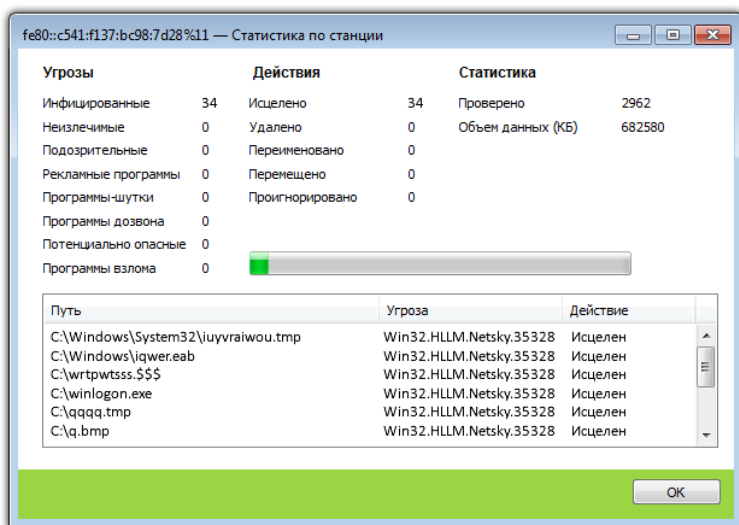 fe80::c541:f137:bc98:7d28%11 — Статистика по станции
Угрозы Действия Статистика
Инфицированные 34 Исцелено 34 Проверено 2962
Неизлечимые 0 Удалено 0 Объем данных (КБ) 682580
Подозрительные 0 Переименовано 0
Рекламные программы 0 Перемещено 0
Программы-шутки 0 Проигнорировано 0
Программы дозвона 0
Потенциально опасные 0
Программы взлома 0
Путь Угроза Действие
C:\Windows\System32\iuyvraiwou.tmp Win32.HLLM.Netsky.35328 Исцелен
C:\Windows\iqwer.eab Win32.HLLM.Netsky.35328 Исцелен
C:\wrtpwtsss.$$$ Win32.HLLM.Netsky.35328 Исцелен
C:\winlogon.exe Win32.HLLM.Netsky.35328 Исцелен
C:\qqqq.tmp Win32.HLLM.Netsky.35328 Исцелен
C:\q.bmp Win32.HLLM.Netsky.35328 Исцелен
OK